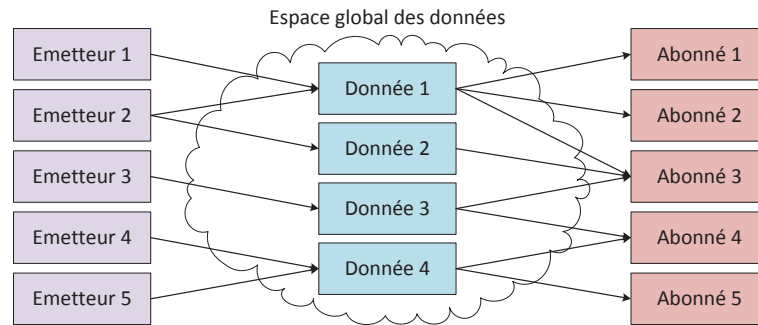 Espace global des données
Emetteur 1
Emetteur 2
Emetteur 3
Emetteur 4
Emetteur 5
Donnée 1
Donnée 2
Donnée 3
Donnée 4
Abonné 1
Abonné 2
Abonné 3
Abonné 4
Abonné 5